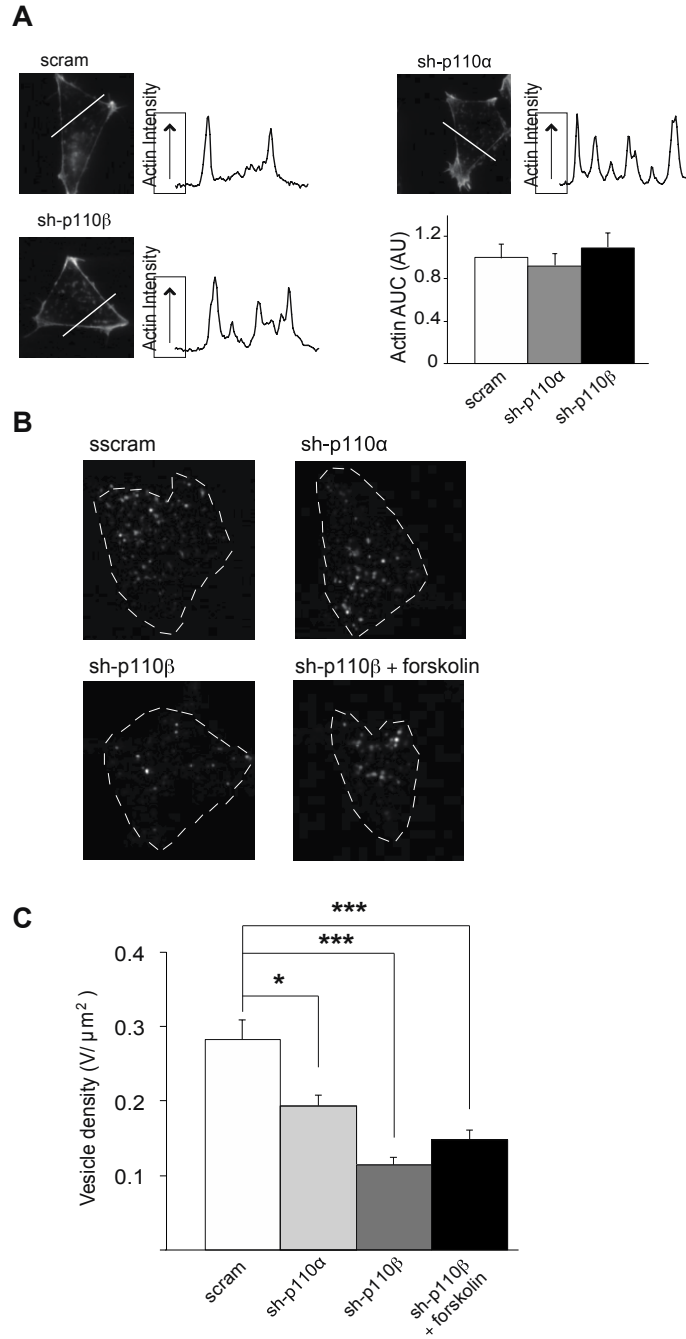 A
scram
Actin Intensity
sh-p110α
Actin Intensity
sh-p110β
Actin Intensity
Actin AUC (AU)
1.2
0.8
0.4
0
scram
sh-p110α
sh-p110β
B
sscram
sh-p110α
sh-p110β
sh-p110β + forskolin
C
Vesicle density (V/ μm²)
0.4
0.3
0.2
0.1
***
***
*
scram
sh-p110α
sh-p110β
sh-p110β
+ forskolin